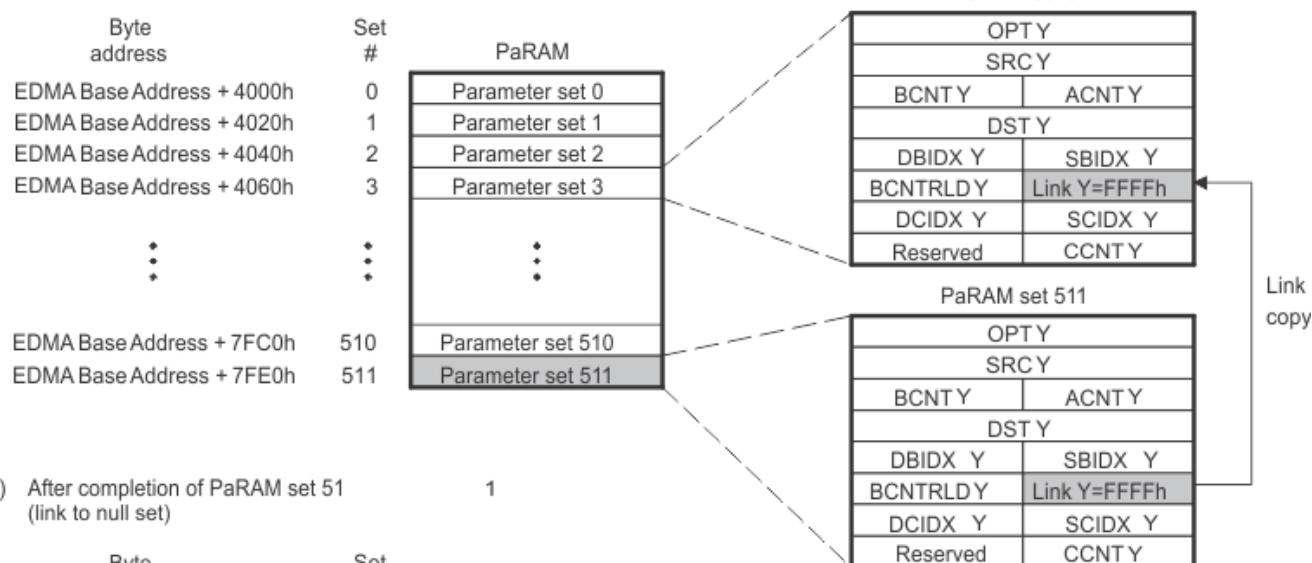 Byte address
Set #
PaRAM
EDMA Base Address + 4000h 0 Parameter set 0
EDMA Base Address + 4020h 1 Parameter set 1
EDMA Base Address + 4040h 2 Parameter set 2
EDMA Base Address + 4060h 3 Parameter set 3
EDMA Base Address + 7FC0h 510 Parameter set 510
EDMA Base Address + 7FE0h 511 Parameter set 511
OPT Y
SRC Y
BCNT Y ACNT Y
DST Y
DBIDX Y SBIDX Y
BCNTRLD Y Link Y=FFFFh
DCIDX Y SCIDX Y
Reserved CCNT Y
PaRAM set 511
OPT Y
SRC Y
BCNT Y ACNT Y
DST Y
DBIDX Y SBIDX Y
BCNTRLD Y Link Y=FFFFh
DCIDX Y SCIDX Y
Reserved CCNT Y
Link
copy
) After completion of PaRAM set 51 1
(link to null set)
Byte Set